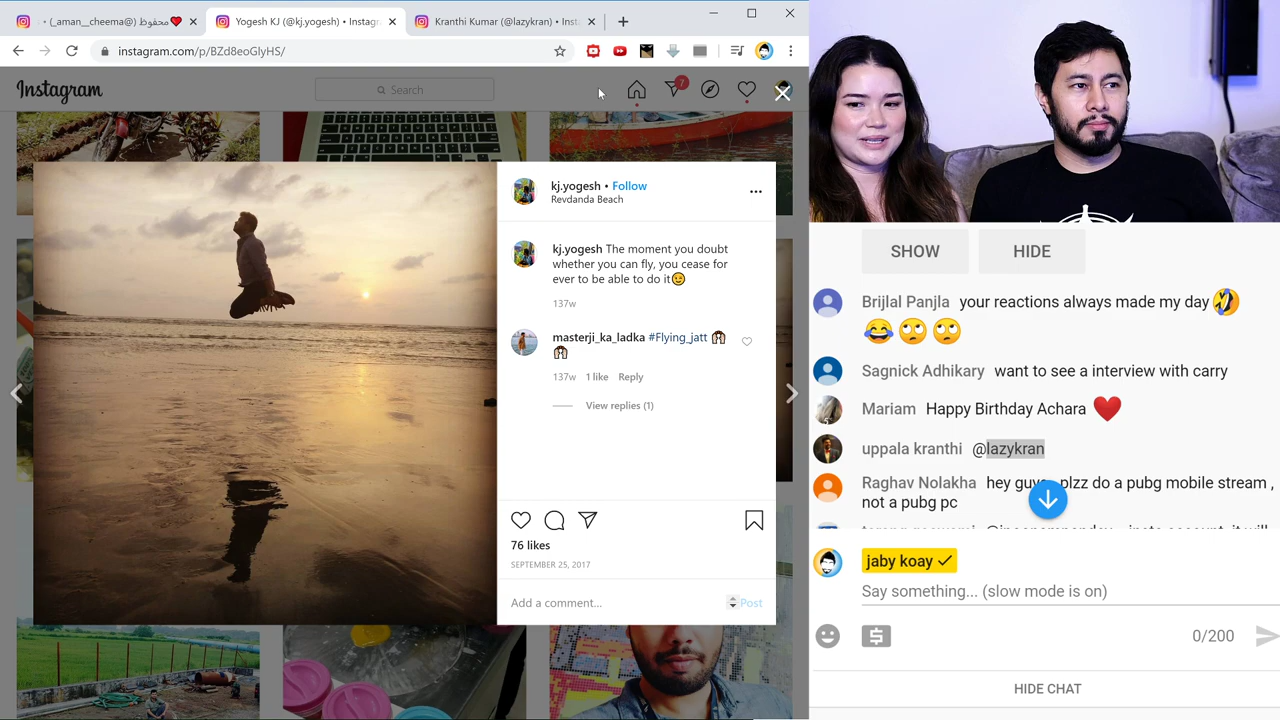 محفوظ (@aman__cheema_) •
Yogesh KJ (@kj.yogesh) • Instagr
Kranthi Kumar (@lazykran) • Inst
instagram.com/p/BZd8eoGlyHS/
Instagram
Search
7
kj.yogesh • Follow
Revdanda Beach
kj.yogesh The moment you doubt
whether you can fly, you cease for
ever to be able to do it😉
137w
masterji_ka_ladka #Flying_jatt 🙈
🙈
137w 1 like Reply
View replies (1)
76 likes
SEPTEMBER 25, 2017
Add a comment...
Post
SHOW
HIDE
Brijlal Panjla your reactions always made my day 🤣
😂🙄🙄
Sagnick Adhikary want to see a interview with carry
Mariam Happy Birthday Achara ❤️
uppala kranthi @lazykran
Raghav Nolakha hey guys plzz do a pubg mobile stream ,
not a pubg pc
jaby koay ✓
Say something... (slow mode is on)
0/200
HIDE CHAT